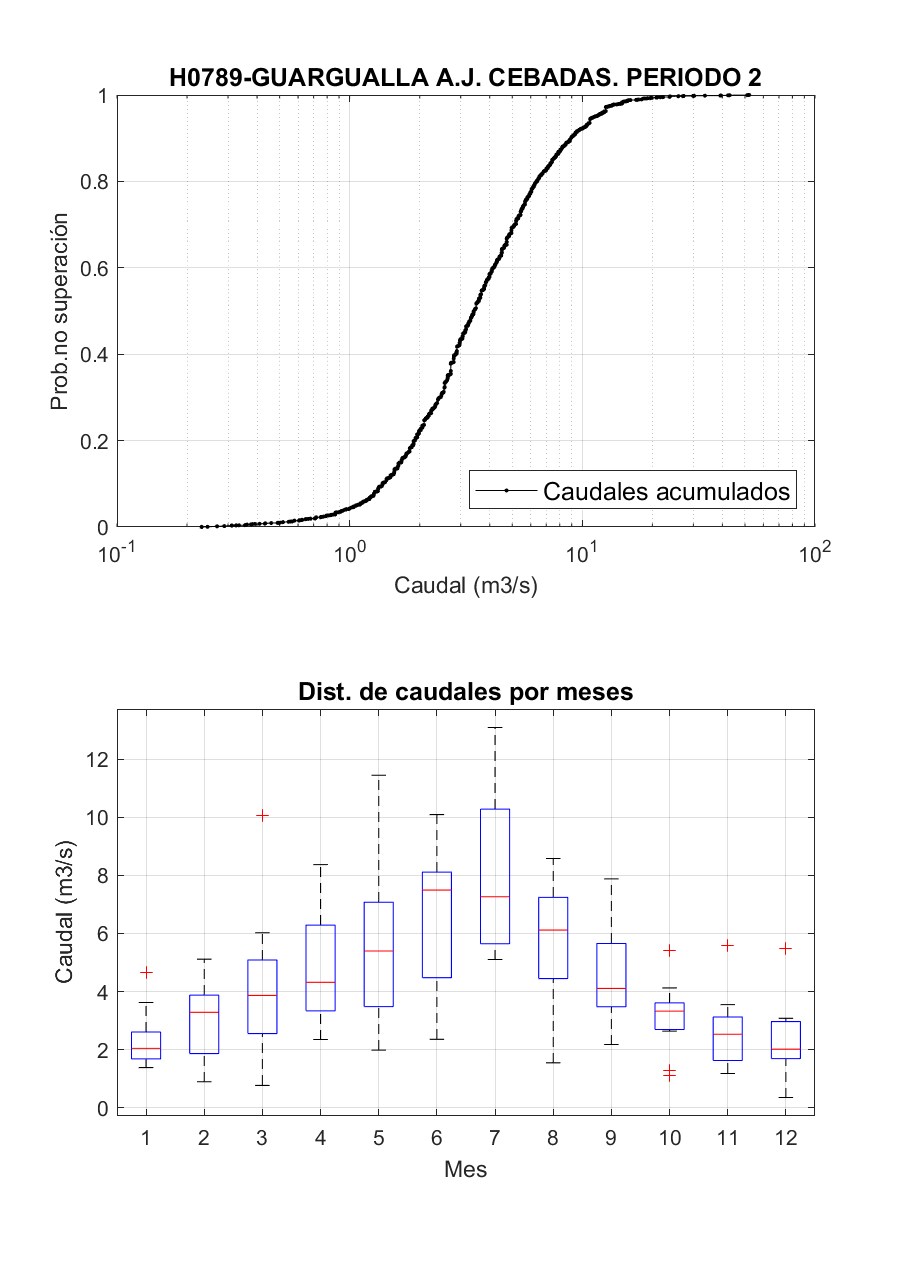 H0789-GUARGUALLA A.J. CEBADAS. PERIODO 2
1
0.8
0.6
0.4
0.2
0
Prob.no superación
Caudales acumulados
10-1 100 101 102
Caudal (m3/s)
Dist. de caudales por meses
12
10
8
6
4
2
0
Caudal (m3/s)
1 2 3 4 5 6 7 8 9 10 11 12
Mes